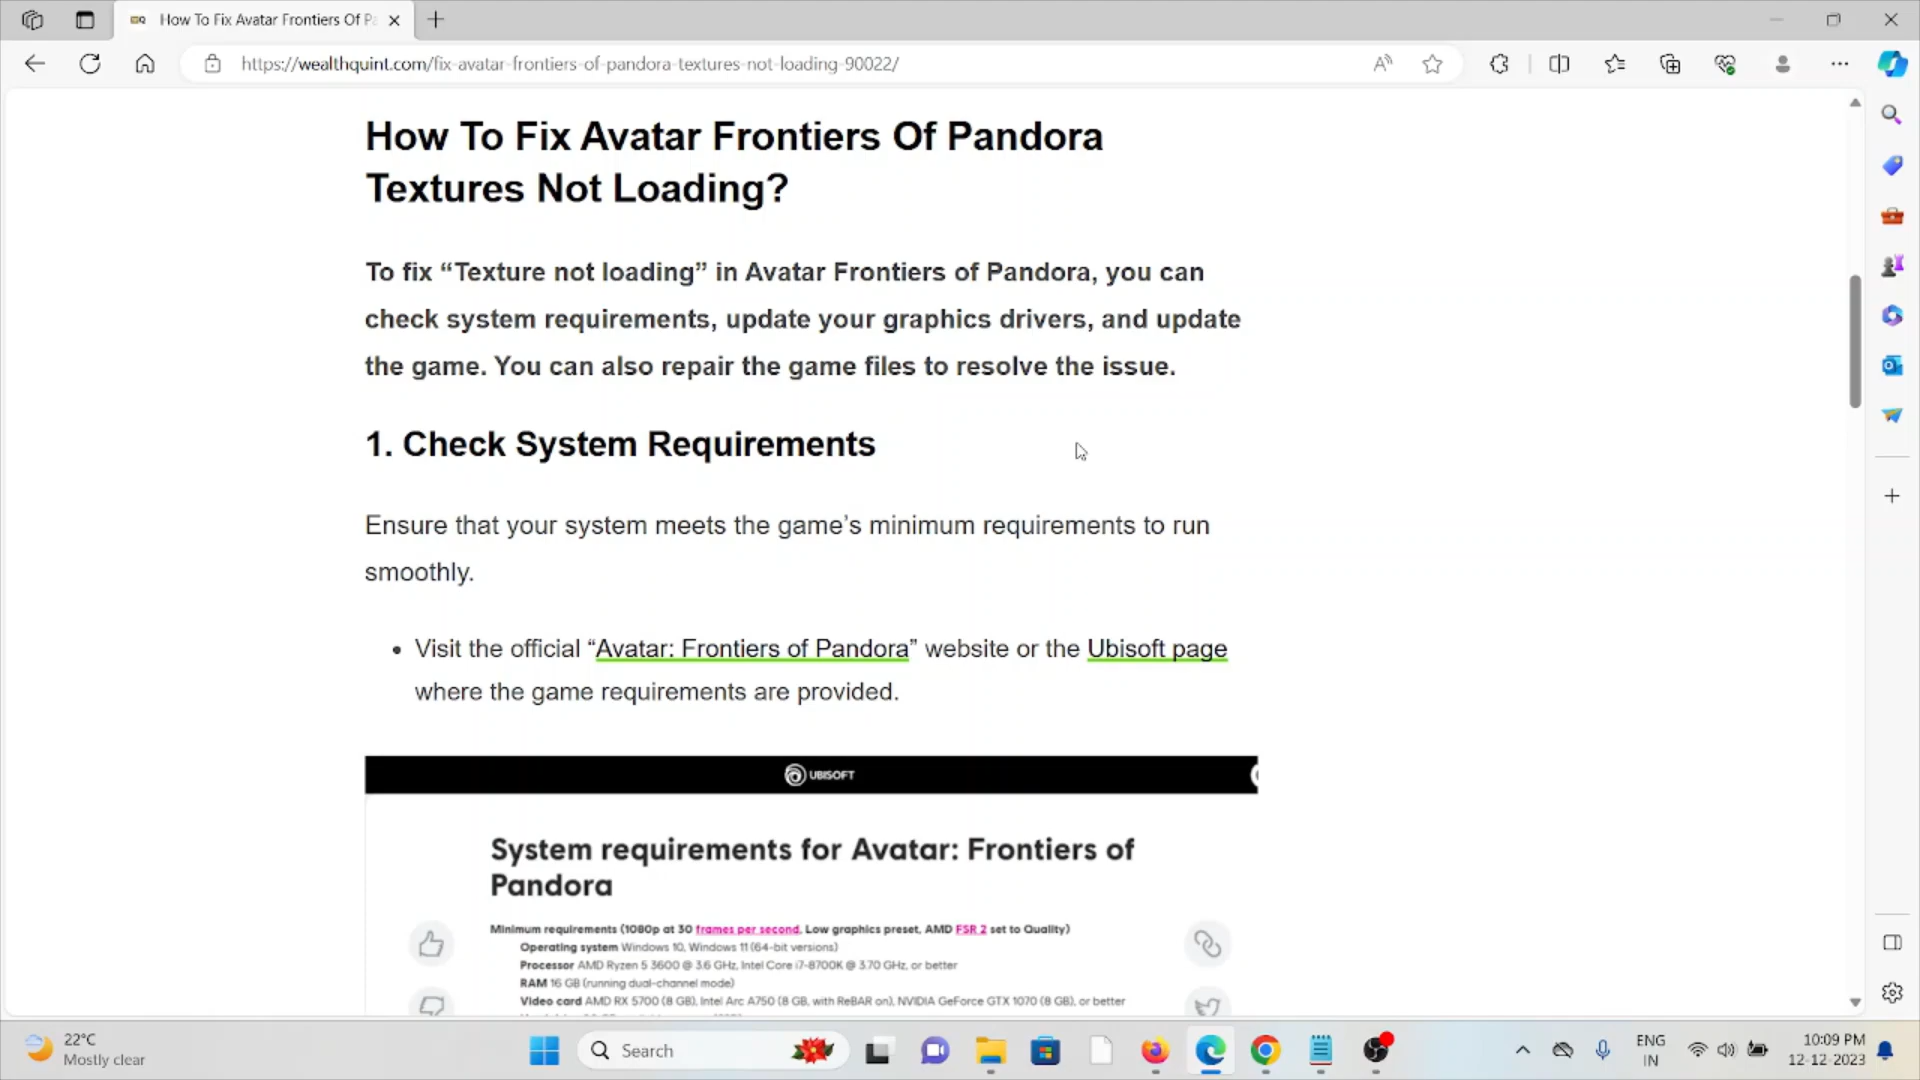 How To Fix Avatar Frontiers Of Pa
https://wealthquint.com/fix-avatar-frontiers-of-pandora-textures-not-loading-90022/
How To Fix Avatar Frontiers Of Pandora
Textures Not Loading?
To fix “Texture not loading” in Avatar Frontiers of Pandora, you can
check system requirements, update your graphics drivers, and update
the game. You can also repair the game files to resolve the issue.
1. Check System Requirements
Ensure that your system meets the game’s minimum requirements to run
smoothly.
• Visit the official “Avatar: Frontiers of Pandora” website or the Ubisoft page
where the game requirements are provided.
UBISOFT
System requirements for Avatar: Frontiers of
Pandora
Minimum requirements (1080p at 30 frames per second, Low graphics preset, AMD FSR 2 set to Quality)
Operating system Windows 10, Windows 11 (64-bit versions)
Processor AMD Ryzen 5 3600 @ 3.6 GHz, Intel Core i7-8700K @ 3.70 GHz, or better
RAM 16 GB (running dual-channel mode)
Video card AMD RX 5700 (8 GB), Intel Arc A750 (8 GB, with ReBAR on), NVIDIA GeForce GTX 1070 (8 GB), or better
22°C
Mostly clear
Search
ENG
IN
10:09 PM
12-12-2023